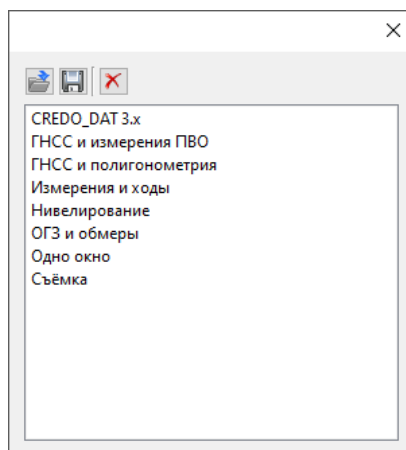 CREDO_DAT 3.x
ГНСС и измерения ПВО
ГНСС и полигонометрия
Измерения и ходы
Нивелирование
ОГЗ и обмеры
Одно окно
Съёмка